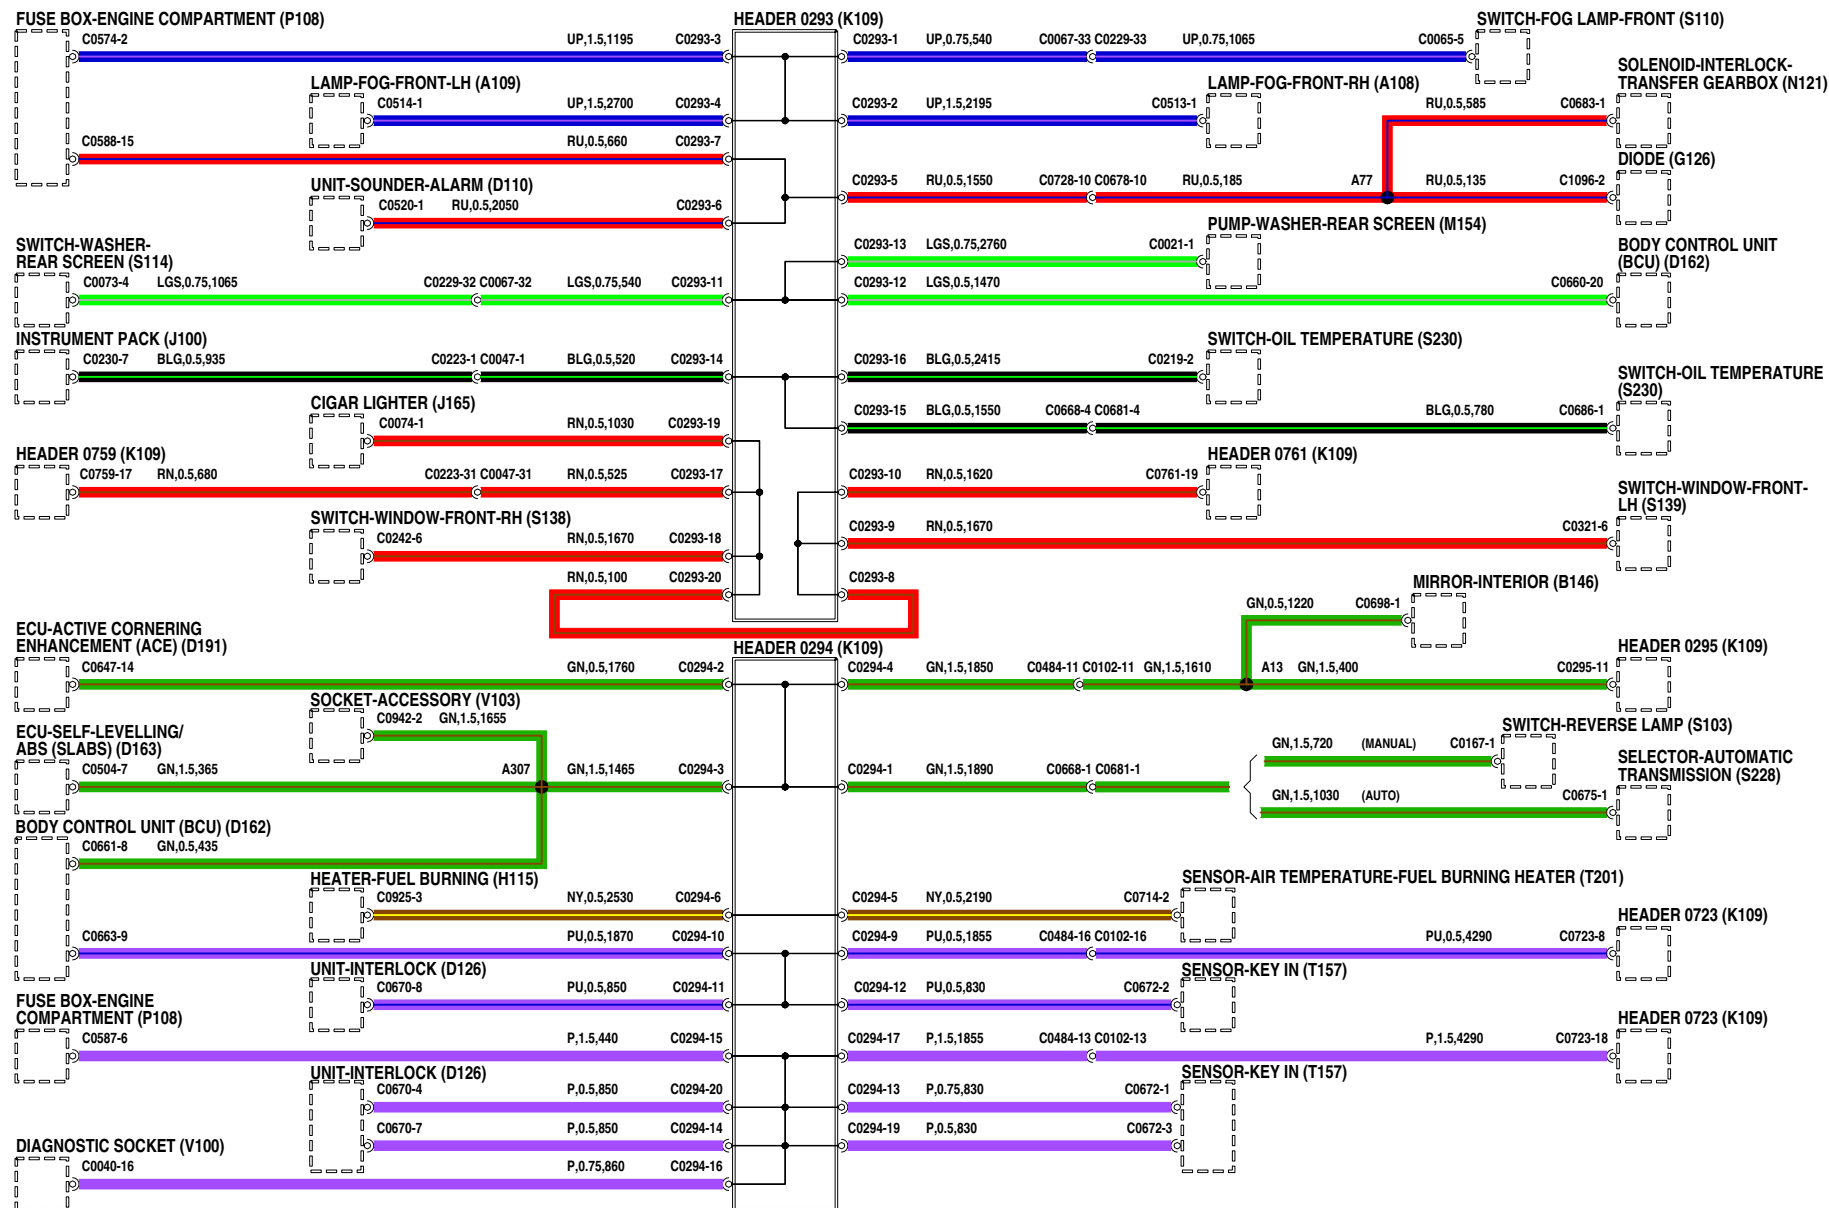 FUSE BOX-ENGINE COMPARTMENT (P108)
HEADER 0293 (K109)
SWITCH-FOG LAMP-FRONT (S110)
C0574-2 UP,1.5,1195 C0293-3
C0293-1 UP,0.75,540 C0067-33 C0229-33 UP,0.75,1065 C0065-5
SOLENOID-INTERLOCK-
TRANSFER GEARBOX (N121)
LAMP-FOG-FRONT-LH (A109)
LAMP-FOG-FRONT-RH (A108)
C0514-1 UP,1.5,2700 C0293-4
C0293-2 UP,1.5,2195 C0513-1
RU,0.5,585 C0683-1
C0588-15 RU,0.5,660 C0293-7
DIODE (G126)
UNIT-SOUNDER-ALARM (D110)
C0293-5 RU,0.5,1550 C0728-10 C0678-10 RU,0.5,185 A77 RU,0.5,135 C1096-2
C0520-1 RU,0.5,2050 C0293-6
PUMP-WASHER-REAR SCREEN (M154)
SWITCH-WASHER-
REAR SCREEN (S114)
C0293-13 LGS,0.75,2760 C0021-1
BODY CONTROL UNIT
(BCU) (D162)
C0073-4 LGS,0.75,1065 C0229-32 C0067-32 LGS,0.75,540 C0293-11
C0293-12 LGS,0.5,1470 C0660-20
INSTRUMENT PACK (J100)
SWITCH-OIL TEMPERATURE (S230)
C0230-7 BLG,0.5,935 C0223-1 C0047-1 BLG,0.5,520 C0293-14
C0293-16 BLG,0.5,2415 C0219-2
SWITCH-OIL TEMPERATURE
(S230)
CIGAR LIGHTER (J165)
C0293-15 BLG,0.5,1550 C0668-4 C0681-4 BLG,0.5,780 C0686-1
C0074-1 RN,0.5,1030 C0293-19
HEADER 0759 (K109)
HEADER 0761 (K109)
C0759-17 RN,0.5,680 C0223-31 C0047-31 RN,0.5,525 C0293-17
C0293-10 RN,0.5,1620 C0761-19
SWITCH-WINDOW-FRONT-
LH (S139)
SWITCH-WINDOW-FRONT-RH (S138)
C0293-9 RN,0.5,1670 C0321-6
C0242-6 RN,0.5,1670 C0293-18
RN,0.5,100 C0293-20
C0293-8
MIRROR-INTERIOR (B146)
GN,0.5,1220 C0698-1
ECU-ACTIVE CORNERING
ENHANCEMENT (ACE) (D191)
HEADER 0294 (K109)
HEADER 0295 (K109)
C0647-14 GN,0.5,1760 C0294-2
C0294-4 GN,1.5,1850 C0484-11 C0102-11 GN,1.5,1610 A13 GN,1.5,400 C0295-11
SOCKET-ACCESSORY (V103)
C0942-2 GN,1.5,1655
SWITCH-REVERSE LAMP (S103)
ECU-SELF-LEVELLING/
ABS (SLABS) (D163)
GN,1.5,720 (MANUAL) C0167-1
SELECTOR-AUTOMATIC
TRANSMISSION (S228)
C0504-7 GN,1.5,365 A307 GN,1.5,1465 C0294-3
C0294-1 GN,1.5,1890 C0668-1 C0681-1
GN,1.5,1030 (AUTO) C0675-1
BODY CONTROL UNIT (BCU) (D162)
C0661-8 GN,0.5,435
HEATER-FUEL BURNING (H115)
SENSOR-AIR TEMPERATURE-FUEL BURNING HEATER (T201)
C0925-3 NY,0.5,2530 C0294-6
C0294-5 NY,0.5,2190 C0714-2
HEADER 0723 (K109)
C0663-9 PU,0.5,1870 C0294-10
C0294-9 PU,0.5,1855 C0484-16 C0102-16 PU,0.5,4290 C0723-8
UNIT-INTERLOCK (D126)
SENSOR-KEY IN (T157)
C0670-8 PU,0.5,850 C0294-11
C0294-12 PU,0.5,830 C0672-2
FUSE BOX-ENGINE
COMPARTMENT (P108)
HEADER 0723 (K109)
C0587-6 P,1.5,440 C0294-15
C0294-17 P,1.5,1855 C0484-13 C0102-13 P,1.5,4290 C0723-18
UNIT-INTERLOCK (D126)
SENSOR-KEY IN (T157)
C0670-4 P,0.5,850 C0294-20
C0294-13 P,0.75,830 C0672-1
C0670-7 P,0.5,850 C0294-14
C0294-19 P,0.5,830 C0672-3
DIAGNOSTIC SOCKET (V100)
C0040-16 P,0.75,860 C0294-16